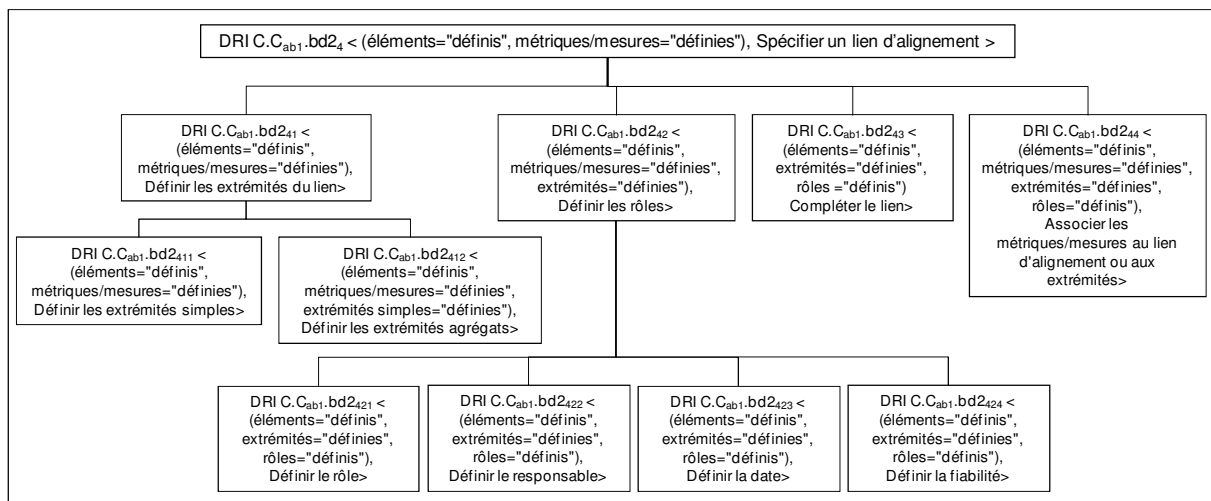 DRI C.Cab1.bd24 < (éléments="définis", métriques/mesures="définies"), Spécifier un lien d'alignement >
DRI C.Cab1.bd241 <
(éléments="définis",
métriques/mesures="définies"),
Définir les extrémités du lien>
DRI C.Cab1.bd242 <
(éléments="définis",
métriques/mesures="définies",
extrémités="définies"),
Définir les rôles>
DRI C.Cab1.bd243 <
(éléments="définis",
extrémités="définies",
rôles ="définis")
Compléter le lien>
DRI C.Cab1.bd244 <
(éléments="définis",
métriques/mesures="définies",
extrémités="définies",
rôles="définis"),
Associer les
métriques/mesures au lien
d'alignement ou aux
extrémités>
DRI C.Cab1.bd2411 <
(éléments="définis",
métriques/mesures="définies"),
Définir les extrémités simples>
DRI C.Cab1.bd2412 <
(éléments="définis",
métriques/mesures="définies",
extrémités simples="définies"),
Définir les extrémités agrégats>
DRI C.Cab1.bd2421 <
(éléments="définis",
extrémités="définies",
rôles="définis"),
Définir le rôle>
DRI C.Cab1.bd2422 <
(éléments="définis",
extrémités="définies",
rôles="définis"),
Définir le responsable>
DRI C.Cab1.bd2423 <
(éléments="définis",
extrémités="définies",
rôles="définis"),
Définir la date>
DRI C.Cab1.bd2424 <
(éléments="définis",
extrémités="définies",
rôles="définis"),
Définir la fiabilité>